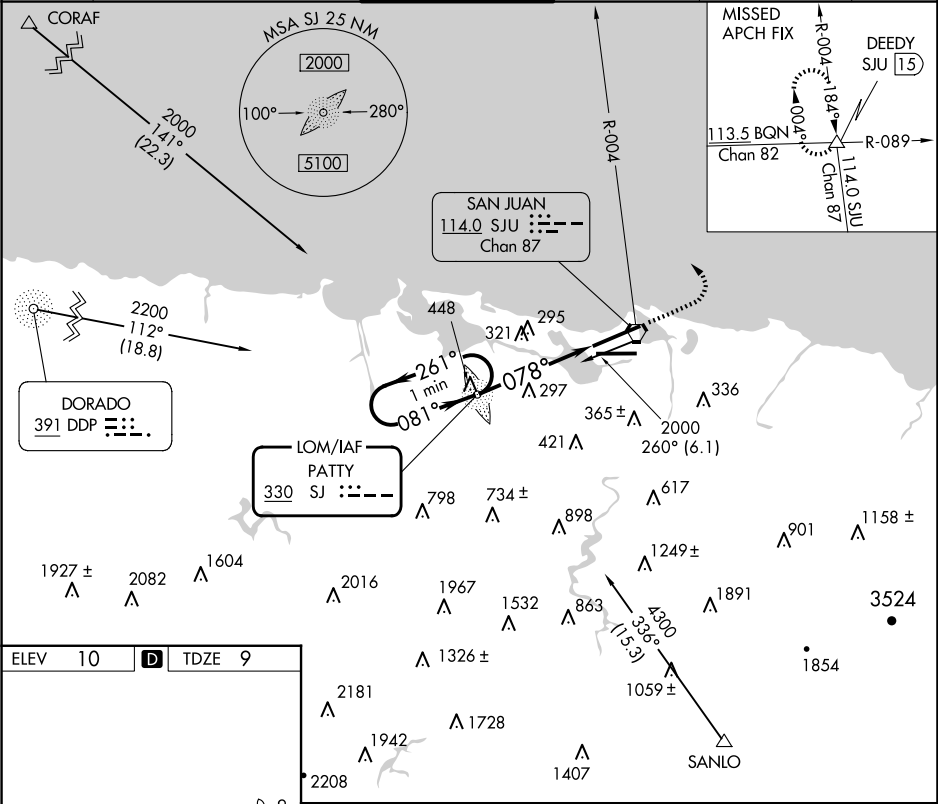 CORAF
2000
141°
(22.3)
MSA SJ 25 NM
2000
100°
280°
5100
R-004
MISSED
APCH FIX
DEEDY
SJU 15
R-004
184°
004°
113.5 BQN
Chan 82
R-089
114.0 SJU
Chan 87
SAN JUAN
114.0 SJU
Chan 87
2200
112°
(18.8)
DORADO
391 DDP
448
321
295
261°
1 min
081°
078°
297
336
365 ±
2000
260° (6.1)
421
LOM/IAF
PATTY
330 SJ
798
734 ±
617
898
901
1158 ±
1249 ±
1927 ±
2082
1604
2016
1967
1532
863
1891
3524
4300
336°
(15.3)
1854
1326 ±
1059 ±
ELEV 10 D TDZE 9
2181
1728
1942
2208
1407
SANLO